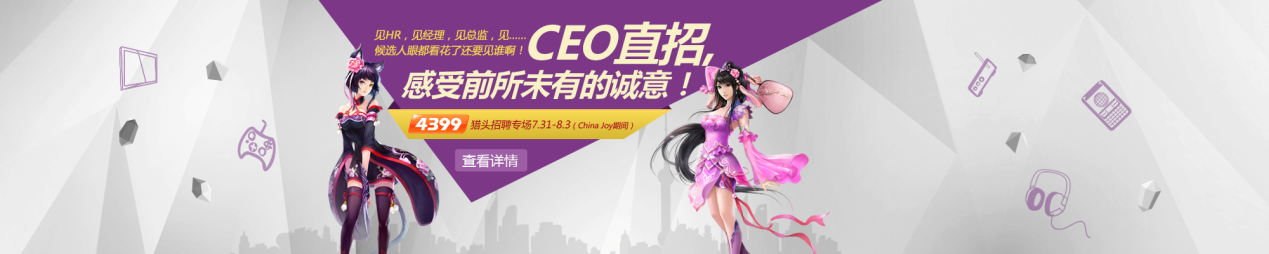 见HR，见经理，见总监，见......
候选人眼都看花了还要见谁啊！
CEO直招,
感受前所未有的诚意！
4399 猎头招聘专场7.31-8.3（China Joy期间）
查看详情